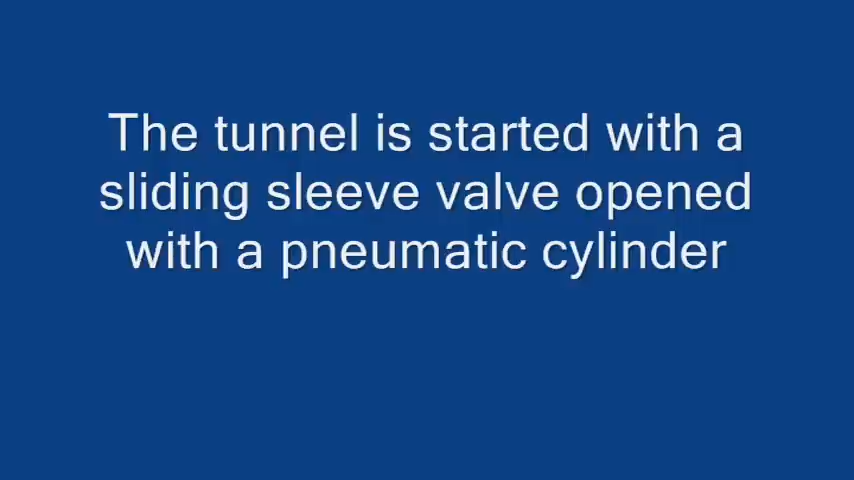 The tunnel is started with a
sliding sleeve valve opened
with a pneumatic cylinder